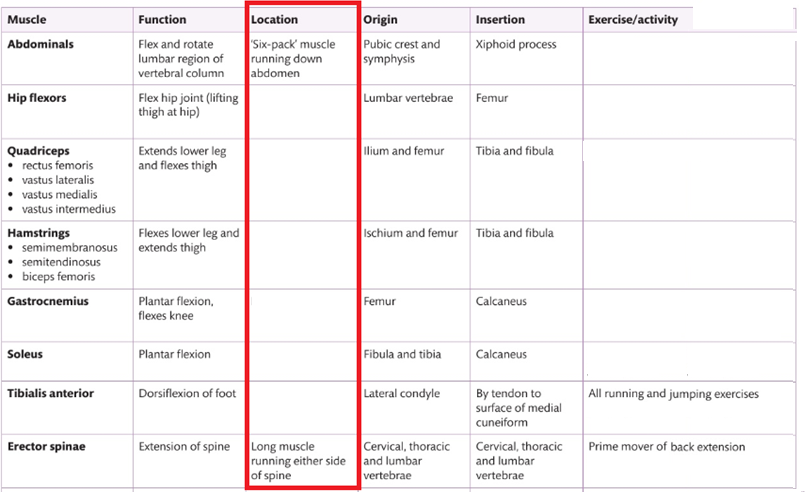 Muscle Function Location Origin Insertion Exercise/activity
Abdominals Flex and rotate 'Six-pack' muscle Pubic crest and Xiphoid process
lumbar region of running down symphysis
vertebral column abdomen
Hip flexors Flex hip joint (lifting Lumbar vertebrae Femur
thigh at hip)
Quadriceps Extends lower leg Ilium and femur Tibia and fibula
• rectus femoris and flexes thigh
• vastus lateralis
• vastus medialis
• vastus intermedius
Hamstrings Flexes lower leg and Ischium and femur Tibia and fibula
• semimembranosus extends thigh
• semitendinosus
• biceps femoris
Gastrocnemius Plantar flexion, Femur Calcaneus
flexes knee
Soleus Plantar flexion Fibula and tibia Calcaneus
Tibialis anterior Dorsiflexion of foot Lateral condyle By tendon to All running and jumping exercises
surface of medial
cuneiform
Erector spinae Extension of spine Long muscle Cervical, thoracic Cervical, thoracic Prime mover of back extension
running either side and lumbar and lumbar
of spine vertebrae vertebrae